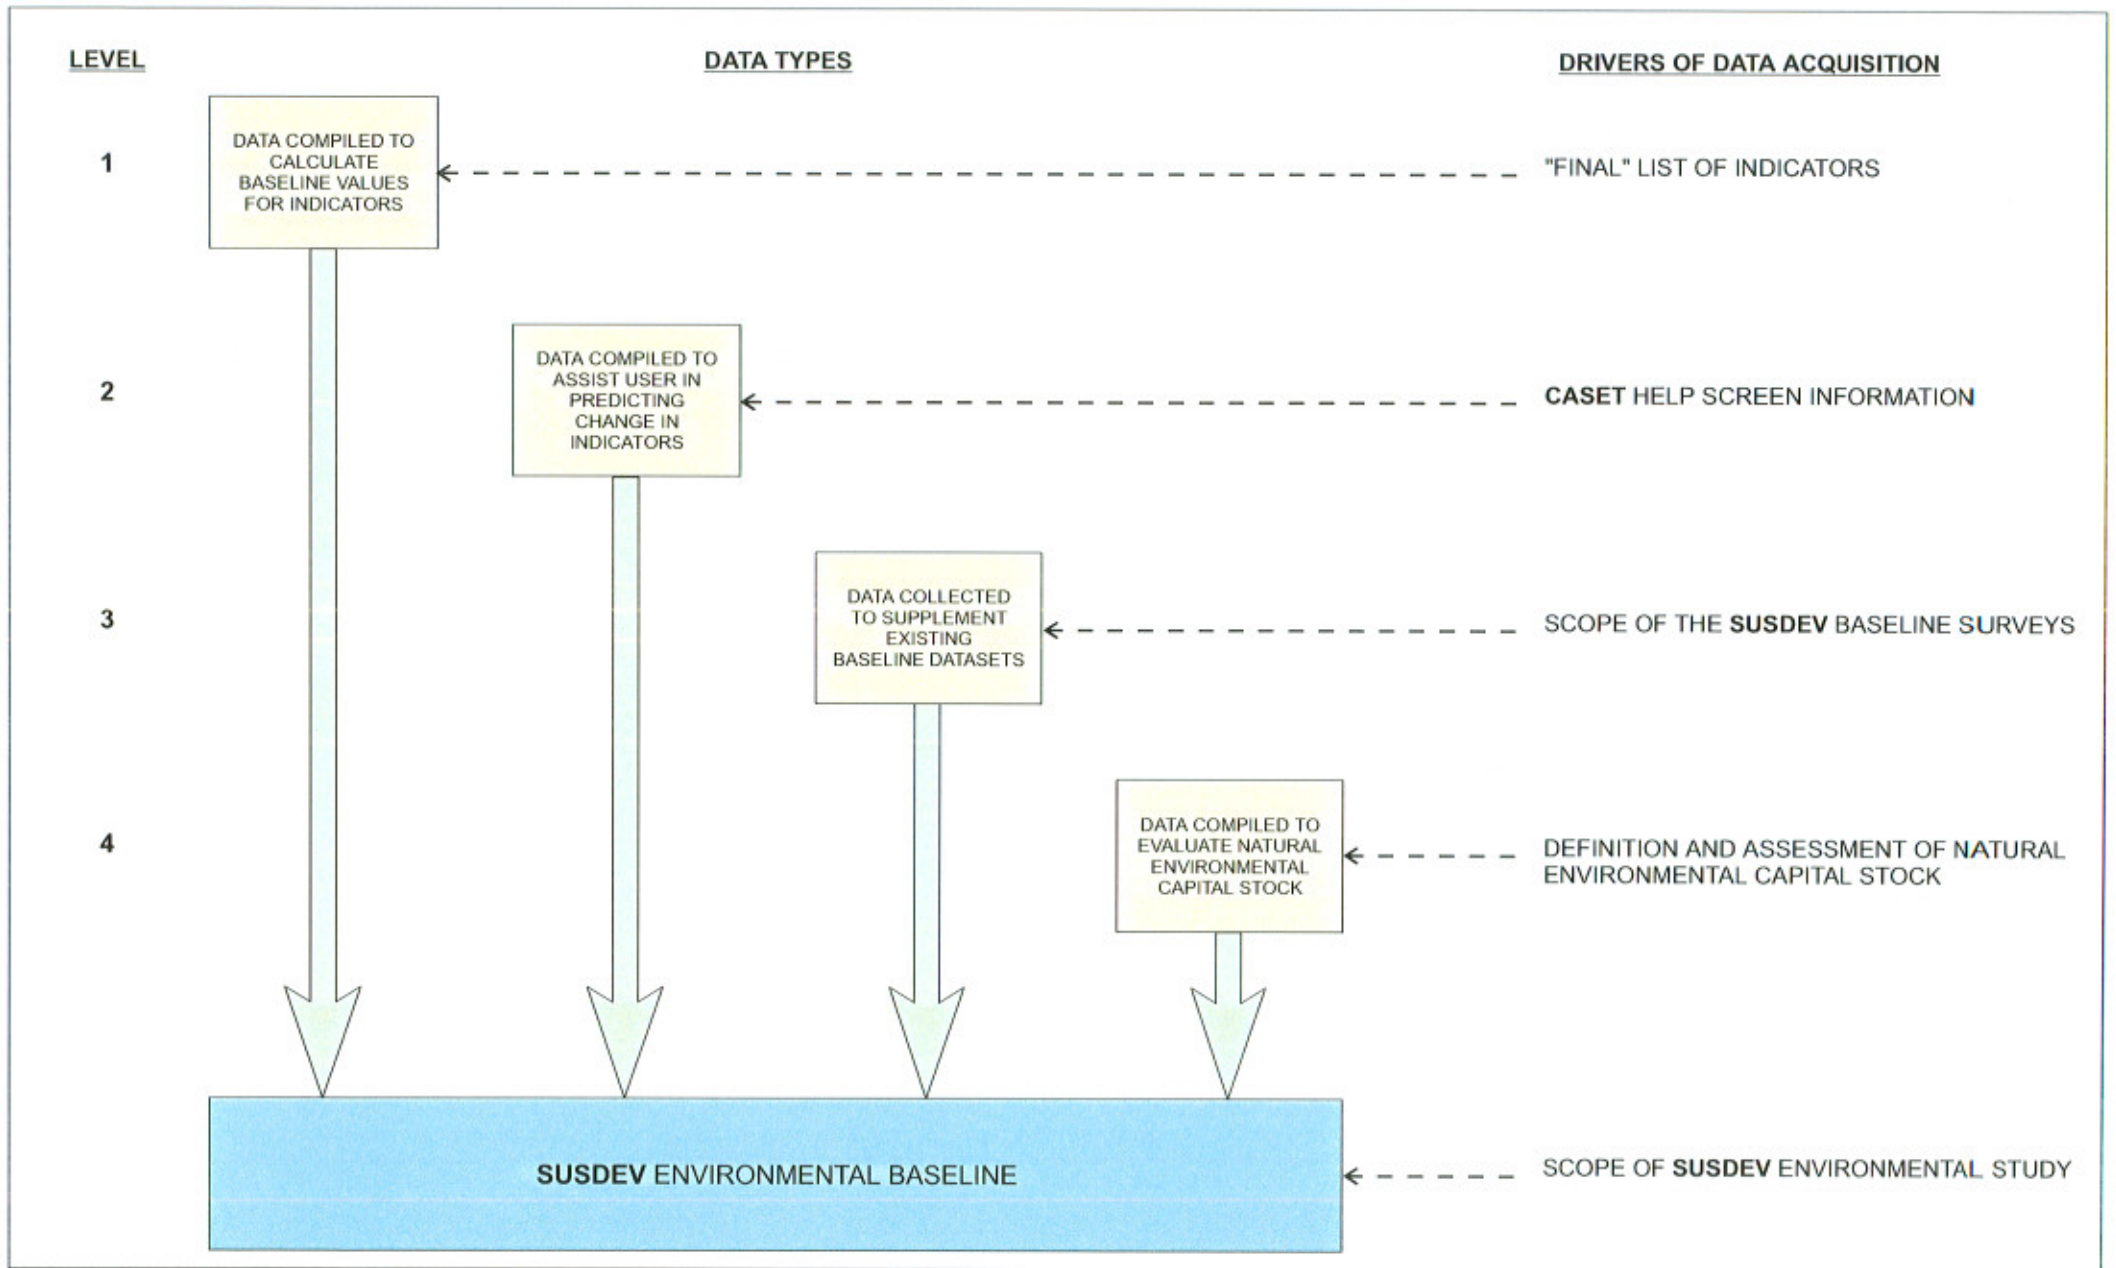 LEVEL
DATA TYPES
DRIVERS OF DATA ACQUISITION
1
DATA COMPILED TO
CALCULATE
BASELINE VALUES
FOR INDICATORS
"FINAL" LIST OF INDICATORS
2
DATA COMPILED TO
ASSIST USER IN
PREDICTING
CHANGE IN
INDICATORS
CASET HELP SCREEN INFORMATION
3
DATA COLLECTED
TO SUPPLEMENT
EXISTING
BASELINE DATASETS
SCOPE OF THE SUSDEV BASELINE SURVEYS
4
DATA COMPILED TO
EVALUATE NATURAL
ENVIRONMENTAL
CAPITAL STOCK
DEFINITION AND ASSESSMENT OF NATURAL
ENVIRONMENTAL CAPITAL STOCK
SUSDEV ENVIRONMENTAL BASELINE
SCOPE OF SUSDEV ENVIRONMENTAL STUDY